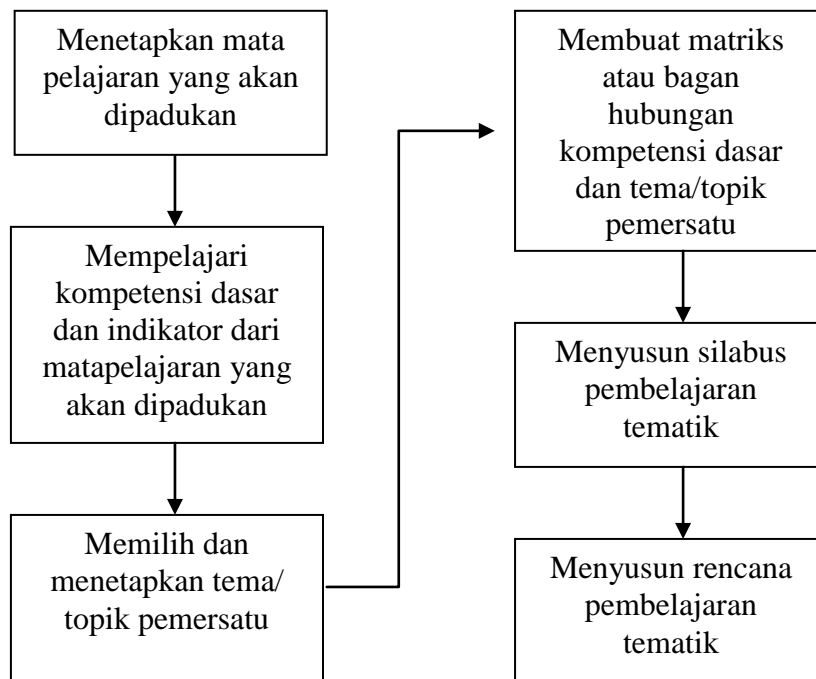 Menetapkan mata
pelajaran yang akan
dipadukan
Mempelajari
kompetensi dasar
dan indikator dari
matapelajaran yang
akan dipadukan
Memilih dan
menetapkan tema/
topik pemersatu
Membuat matriks
atau bagan
hubungan
kompetensi dasar
dan tema/topik
pemersatu
Menyusun silabus
pembelajaran
tematik
Menyusun rencana
pembelajaran
tematik